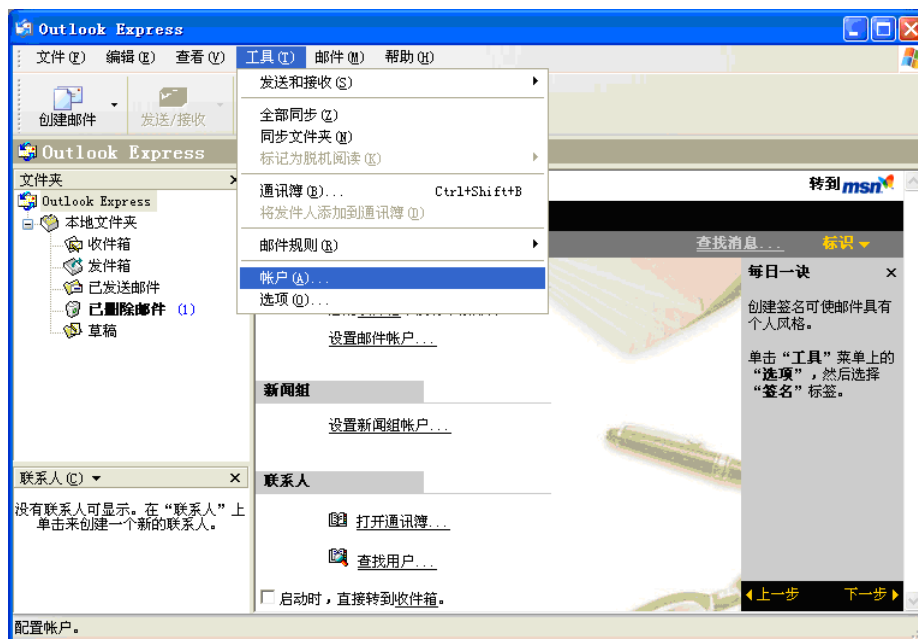 Outlook Express
文件(F) 编辑(E) 查看(V) 工具(T) 邮件(M) 帮助(H)
创建邮件 发送/接收
发送和接收(S)
全部同步(Z)
同步文件夹(N)
标记为脱机阅读(K)
通讯簿(B)... Ctrl+Shift+B
将发件人添加到通讯簿(D)
邮件规则(R)
帐户(A)...
选项(O)...
Outlook Express
文件夹 ×
Outlook Express
本地文件夹
收件箱
发件箱
已发送邮件
已删除邮件 (1)
草稿
联系人(C) ×
没有联系人可显示。在“联系人”上
单击来创建一个新的联系人。
转到 msn
查找消息... 标识
设置邮件帐户...
新闻组
设置新闻组帐户...
联系人
打开通讯簿...
查找用户...
启动时，直接转到收件箱。
每日一诀 ×
创建签名可使邮件具有
个人风格。
单击“工具”菜单上的
“选项”，然后选择
“签名”标签。
上一步 下一步
配置帐户。